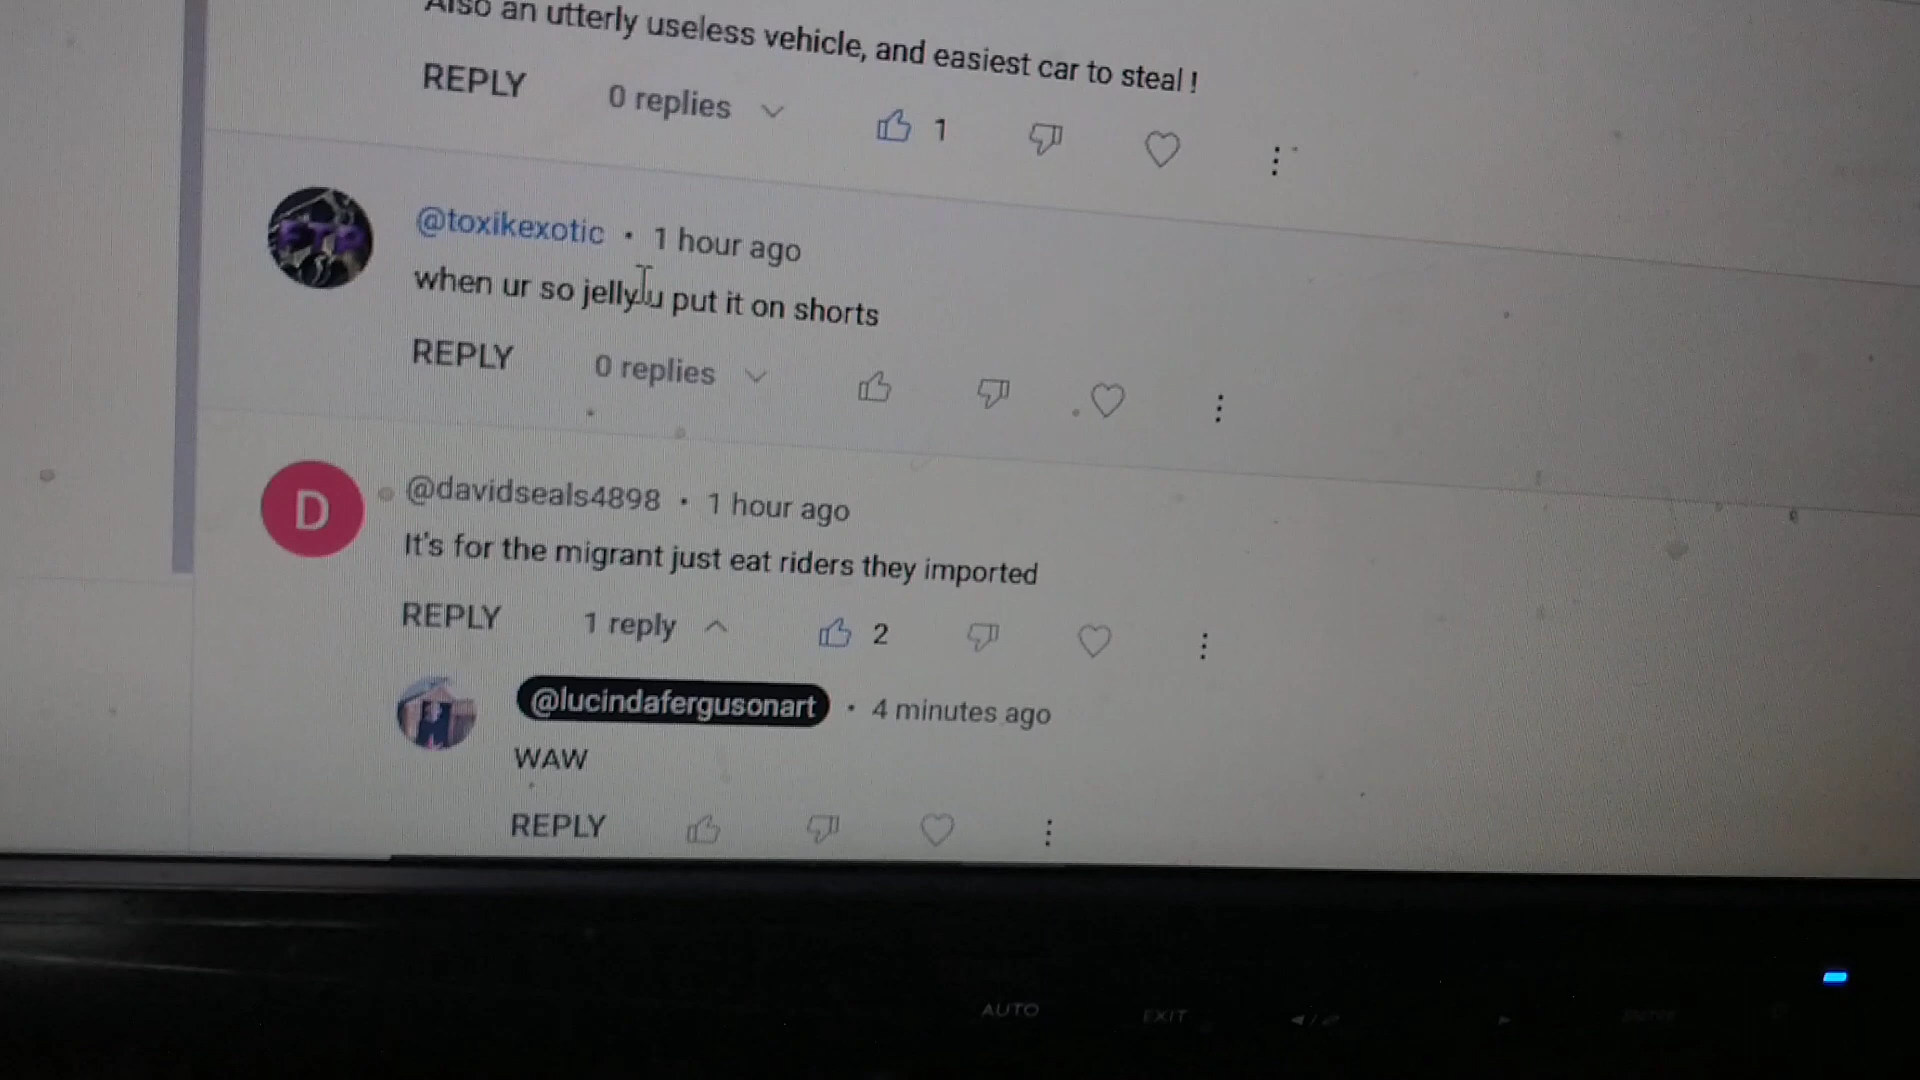 Also an utterly useless vehicle, and easiest car to steal !
REPLY 0 replies 1
@toxikexotic • 1 hour ago
when ur so jelly u put it on shorts
REPLY 0 replies
D @davidseals4898 • 1 hour ago
It's for the migrant just eat riders they imported
REPLY 1 reply 2
@lucindafergusonart • 4 minutes ago
WAW
REPLY
AUTO EXIT